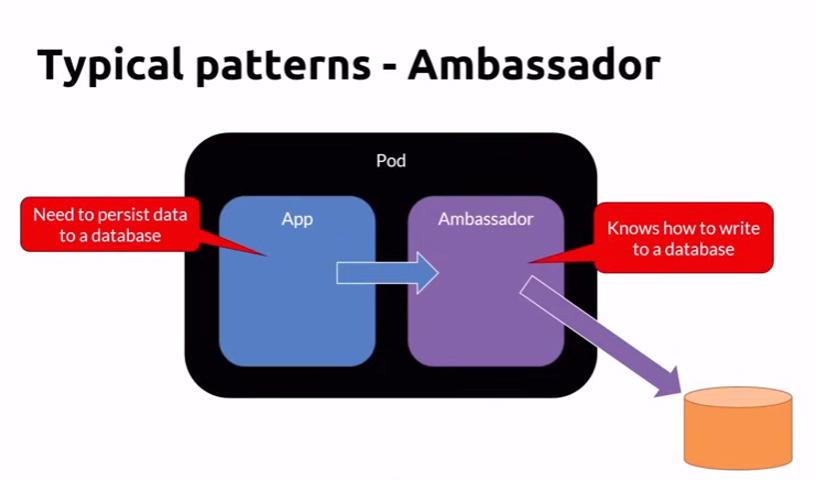 Typical patterns - Ambassador
Pod
Need to persist data
to a database
App
Ambassador
Knows how to write
to a database